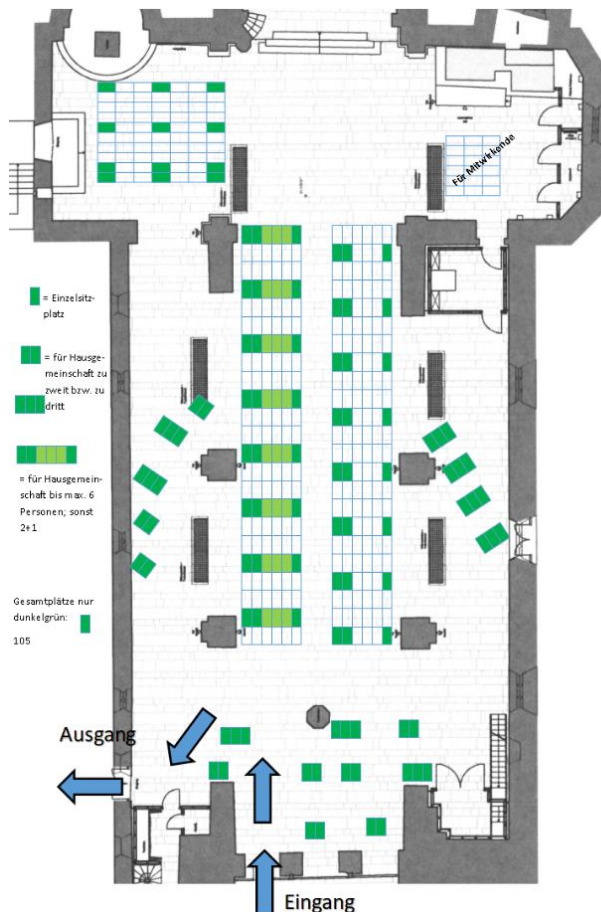 Für Mitwirkende
= Einzelsitz-
platz
= für Hausge-
meinschaft zu
zweit bzw. zu
dritt
= für Hausgemein-
schaft bis max. 6
Personen; sonst
2+1
Gesamtplätze nur
dunkelgrün:
105
Ausgang
Eingang